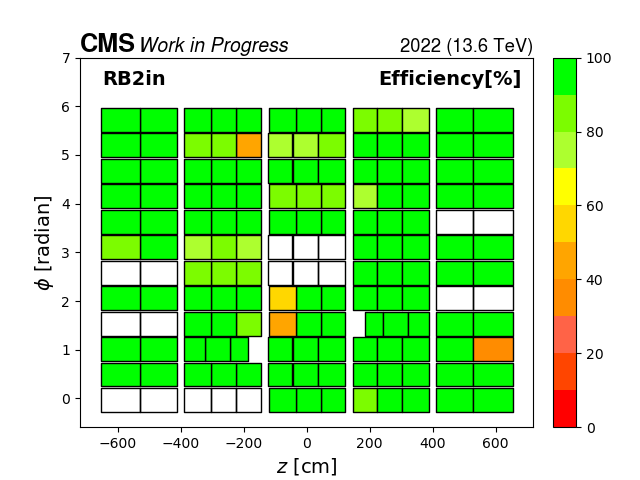 CMS Work in Progress 2022 (13.6 TeV)
RB2in Efficiency[%]
7
6
5
4
3
2
1
0
ϕ [radian]
−600 −400 −200 0 200 400 600
z [cm]
100
80
60
40
20
0